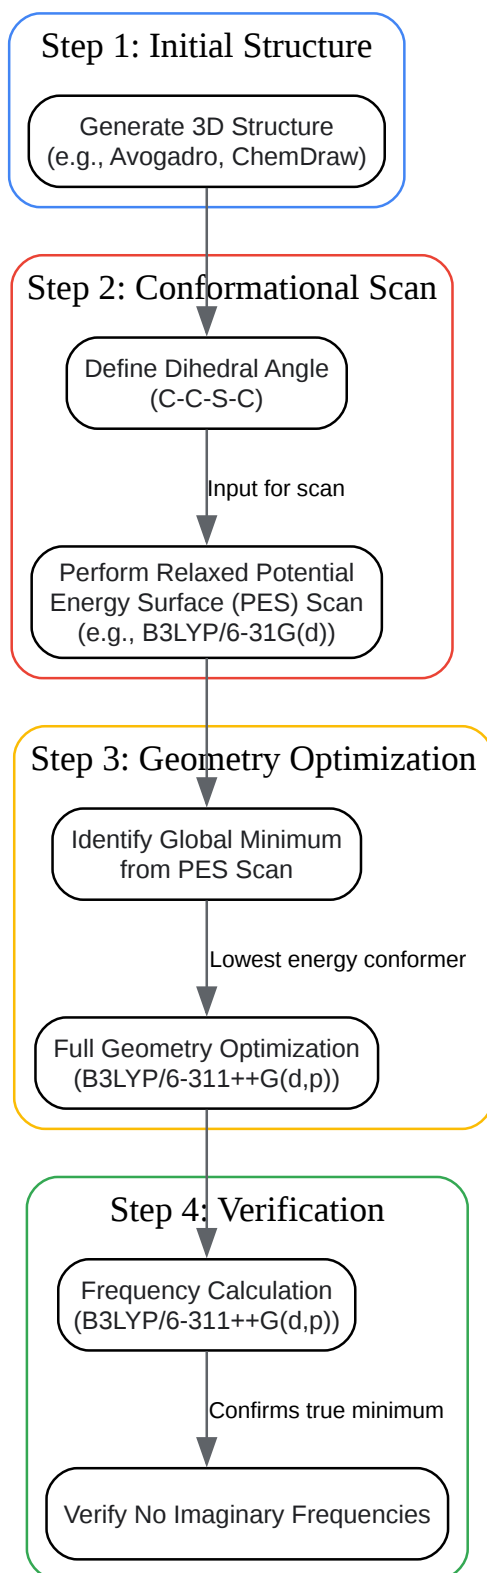 Step 1: Initial Structure
Generate 3D Structure
(e.g., Avogadro, ChemDraw)
Step 2: Conformational Scan
Define Dihedral Angle
(C-C-S-C)
Input for scan
Perform Relaxed Potential
Energy Surface (PES) Scan
(e.g., B3LYP/6-31G(d))
Step 3: Geometry Optimization
Identify Global Minimum
from PES Scan
Lowest energy conformer
Full Geometry Optimization
(B3LYP/6-311++G(d,p))
Step 4: Verification
Frequency Calculation
(B3LYP/6-311++G(d,p))
Confirms true minimum
Verify No Imaginary Frequencies